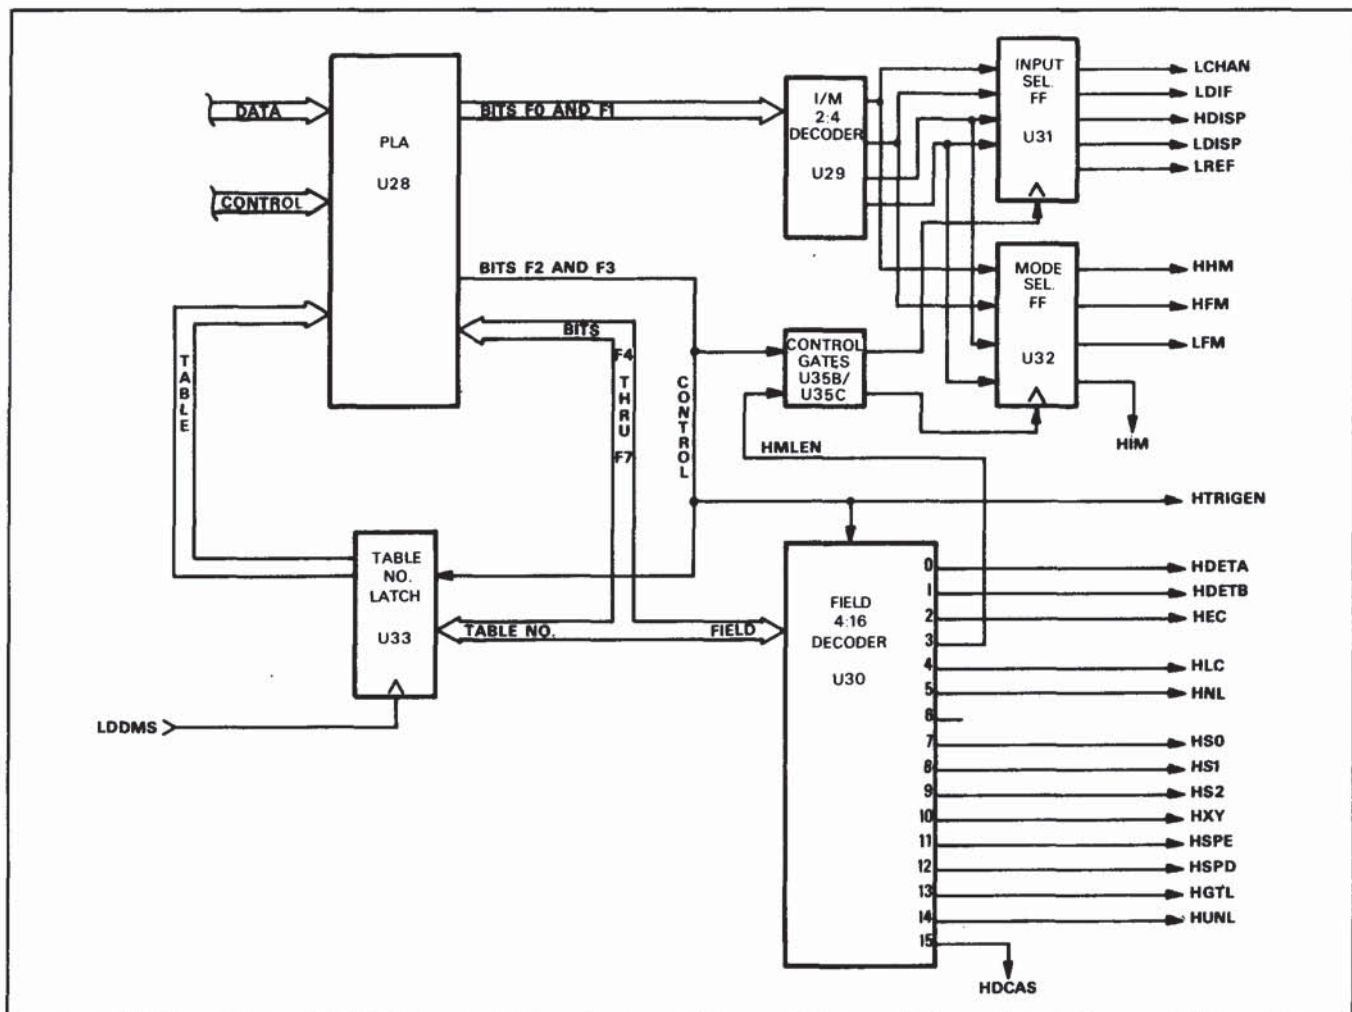 DATA
CONTROL
PLA
U28
BITS F0 AND F1
BITS F2 AND F3
BITS
F4
THRU
F7
CONTROL
TABLE
TABLE
NO.
LATCH
U33
TABLE NO.
FIELD
LDDMS
I/M
2:4
DECODER
U29
INPUT
SEL.
FF
U31
LCHAN
LDIF
HDISP
LDISP
LREF
MODE
SEL.
FF
U32
HHM
HFM
LFM
HIM
CONTROL
GATES
U35B/
U35C
HMLEN
HTRIGEN
FIELD
4:16
DECODER
U30
0 HDETA
1 HDETB
2 HEC
3
4 HLC
5 HNL
6
7 HS0
8 HS1
9 HS2
10 HXY
11 HSPE
12 HSPD
13 HGTL
14 HUNL
15
HDCAS